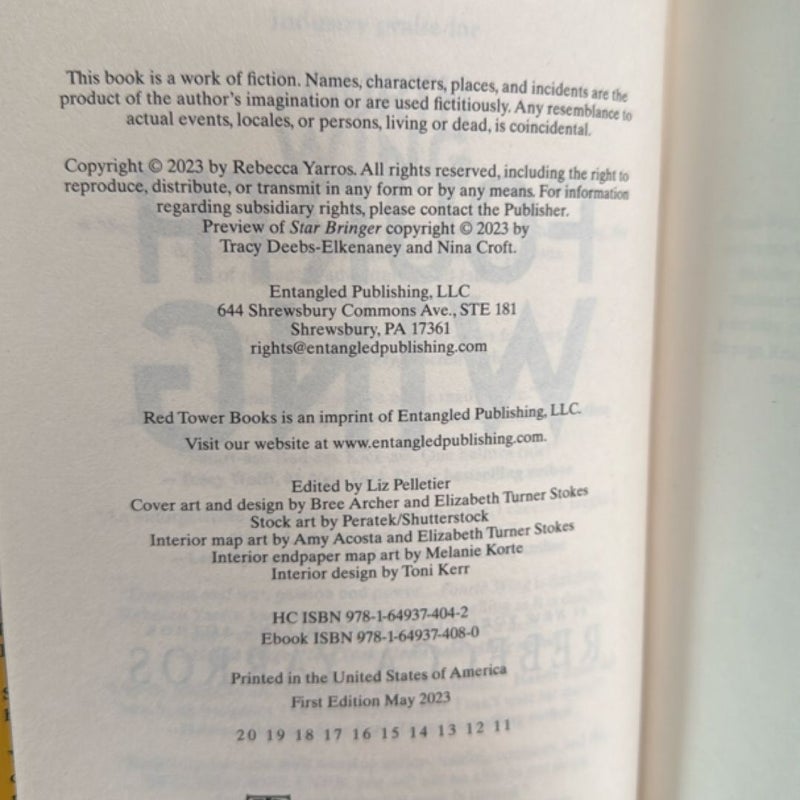 This book is a work of fiction. Names, characters, places, and incidents are the
product of the author's imagination or are used fictitiously. Any resemblance to
actual events, locales, or persons, living or dead, is coincidental.
Copyright © 2023 by Rebecca Yarros. All rights reserved, including the right to
reproduce, distribute, or transmit in any form or by any means. For information
regarding subsidiary rights, please contact the Publisher.
Preview of Star Bringer copyright © 2023 by
Tracy Deebs-Elkenaney and Nina Croft.
Entangled Publishing, LLC
644 Shrewsbury Commons Ave., STE 181
Shrewsbury, PA 17361
rights@entangledpublishing.com
Red Tower Books is an imprint of Entangled Publishing, LLC.
Visit our website at www.entangledpublishing.com.
Edited by Liz Pelletier
Cover art and design by Bree Archer and Elizabeth Turner Stokes
Stock art by Peratek/Shutterstock
Interior map art by Amy Acosta and Elizabeth Turner Stokes
Interior endpaper map art by Melanie Korte
Interior design by Toni Kerr
HC ISBN 978-1-64937-404-2
Ebook ISBN 978-1-64937-408-0
Printed in the United States of America
First Edition May 2023
20 19 18 17 16 15 14 13 12 11